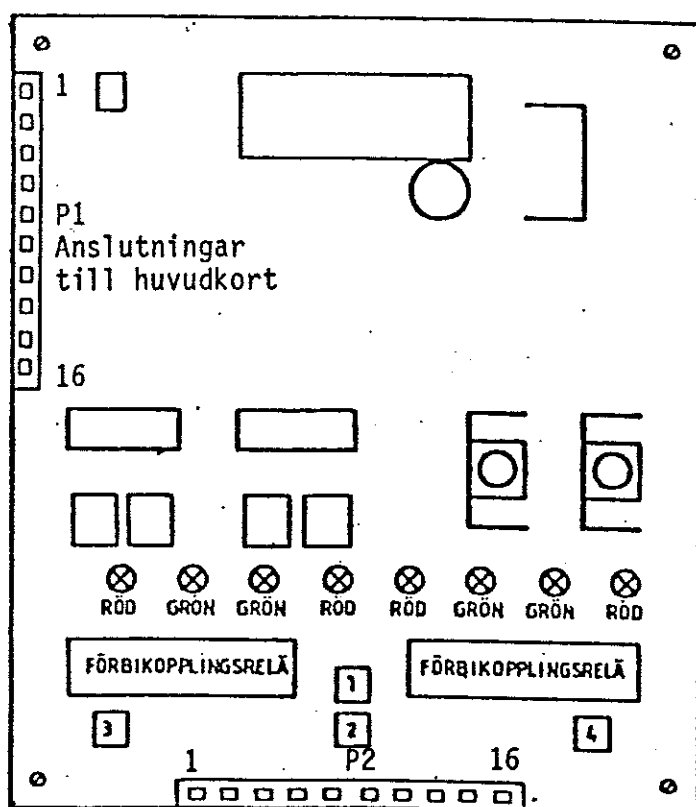 1
P1
Anslutningar
till huvudkort
16
RÖD GRÖN GRÖN RÖD RÖD GRÖN GRÖN RÖD
FÖRBIKOPPLINGSRELÄ FÖRBIKOPPLINGSRELÄ
1
3 2 4
1 P2 16